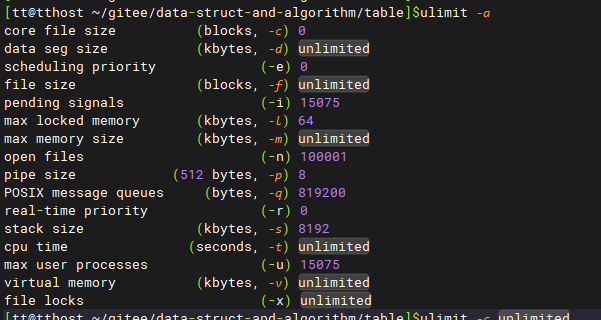 [tt@tthost ~/gitee/data-struct-and-algorithm/table]$ulimit -a
core file size          (blocks, -c) 0
data seg size           (kbytes, -d) unlimited
scheduling priority             (-e) 0
file size               (blocks, -f) unlimited
pending signals                 (-i) 15075
max locked memory       (kbytes, -l) 64
max memory size         (kbytes, -m) unlimited
open files                      (-n) 100001
pipe size            (512 bytes, -p) 8
POSIX message queues     (bytes, -q) 819200
real-time priority              (-r) 0
stack size              (kbytes, -s) 8192
cpu time               (seconds, -t) unlimited
max user processes              (-u) 15075
virtual memory          (kbytes, -v) unlimited
file locks                      (-x) unlimited
[tt@tthost ~/gitee/data-struct-and-algorithm/table]$ulimit -c unlimited